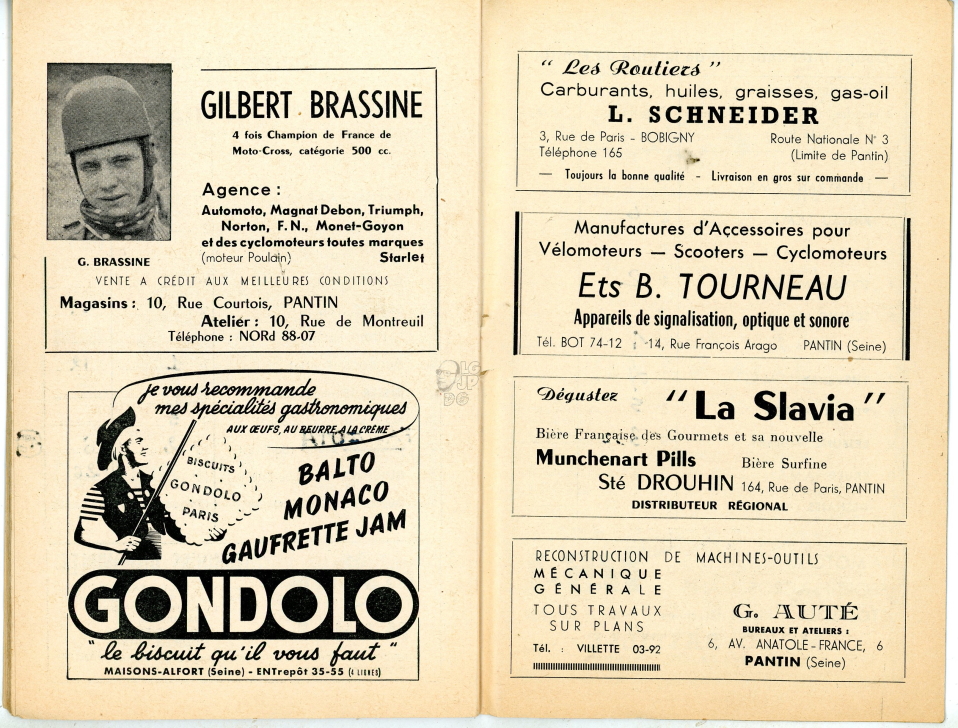 GILBERT BRASSINE
4 fois Champion de France de
Moto-Cross, catégorie 500 cc.
Agence :
Automoto, Magnat Debon, Triumph,
Norton, F. N., Monet-Goyon
et des cyclomoteurs toutes marques
(moteur Poulain) Starlet
G. BRASSINE
VENTE A CRÉDIT AUX MEILLEURES CONDITIONS
Magasins : 10, Rue Courtois, PANTIN
Atelier : 10, Rue de Montreuil
Téléphone : NORd 88-07
je vous recommande
mes spécialités gastronomiques
AUX ŒUFS, AU BEURRE, A LA CRÈME
BISCUITS
GONDOLO
PARIS
BALTO
MONACO
GAUFRETTE JAM
GONDOLO
"le biscuit qu'il vous faut"
MAISONS-ALFORT (Seine) - ENTrepôt 35-55 (4 LIGNES)
"Les Routiers"
Carburants, huiles, graisses, gas-oil
L. SCHNEIDER
3, Rue de Paris - BOBIGNY Route Nationale N° 3
Téléphone 165 (Limite de Pantin)
— Toujours la bonne qualité - Livraison en gros sur commande —
Manufactures d'Accessoires pour
Vélomoteurs — Scooters — Cyclomoteurs
Ets B. TOURNEAU
Appareils de signalisation, optique et sonore
Tél. BOT 74-12 : -14, Rue François Arago PANTIN (Seine)
Dégustez "La Slavia"
Bière Française des Gourmets et sa nouvelle
Munchenart Pills Bière Surfine
Sté DROUHIN 164, Rue de Paris, PANTIN
DISTRIBUTEUR RÉGIONAL
RECONSTRUCTION DE MACHINES-OUTILS
MÉCANIQUE
GÉNÉRALE
TOUS TRAVAUX
SUR PLANS
Tél. : VILLETTE 03-92
G. AUTÉ
BUREAUX ET ATELIERS :
6, AV. ANATOLE-FRANCE, 6
PANTIN (Seine)